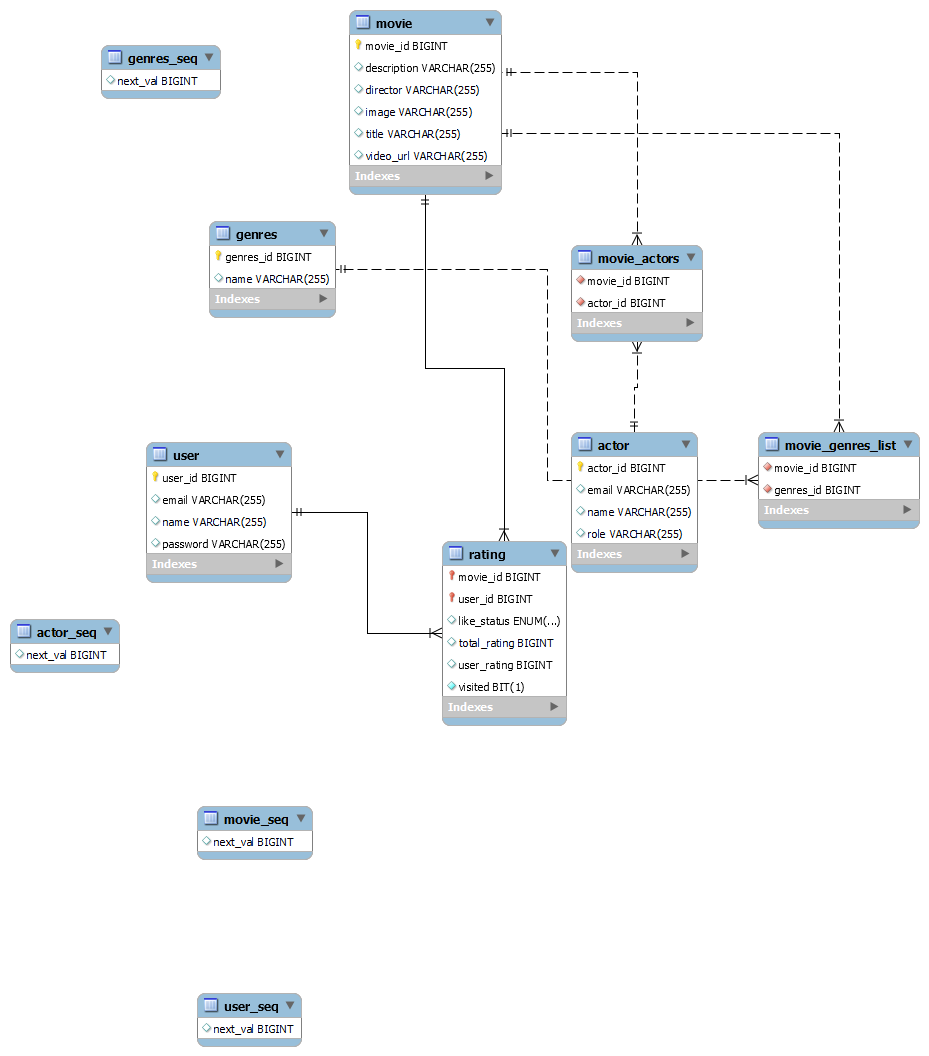 movie
movie_id BIGINT
description VARCHAR(255)
director VARCHAR(255)
image VARCHAR(255)
title VARCHAR(255)
video_url VARCHAR(255)
Indexes
genres_seq
next_val BIGINT
genres
genres_id BIGINT
name VARCHAR(255)
Indexes
movie_actors
movie_id BIGINT
actor_id BIGINT
Indexes
user
user_id BIGINT
email VARCHAR(255)
name VARCHAR(255)
password VARCHAR(255)
Indexes
actor
actor_id BIGINT
email VARCHAR(255)
name VARCHAR(255)
role VARCHAR(255)
Indexes
movie_genres_list
movie_id BIGINT
genres_id BIGINT
Indexes
rating
movie_id BIGINT
user_id BIGINT
like_status ENUM(...)
total_rating BIGINT
user_rating BIGINT
visited BIT(1)
Indexes
actor_seq
next_val BIGINT
movie_seq
next_val BIGINT
user_seq
next_val BIGINT